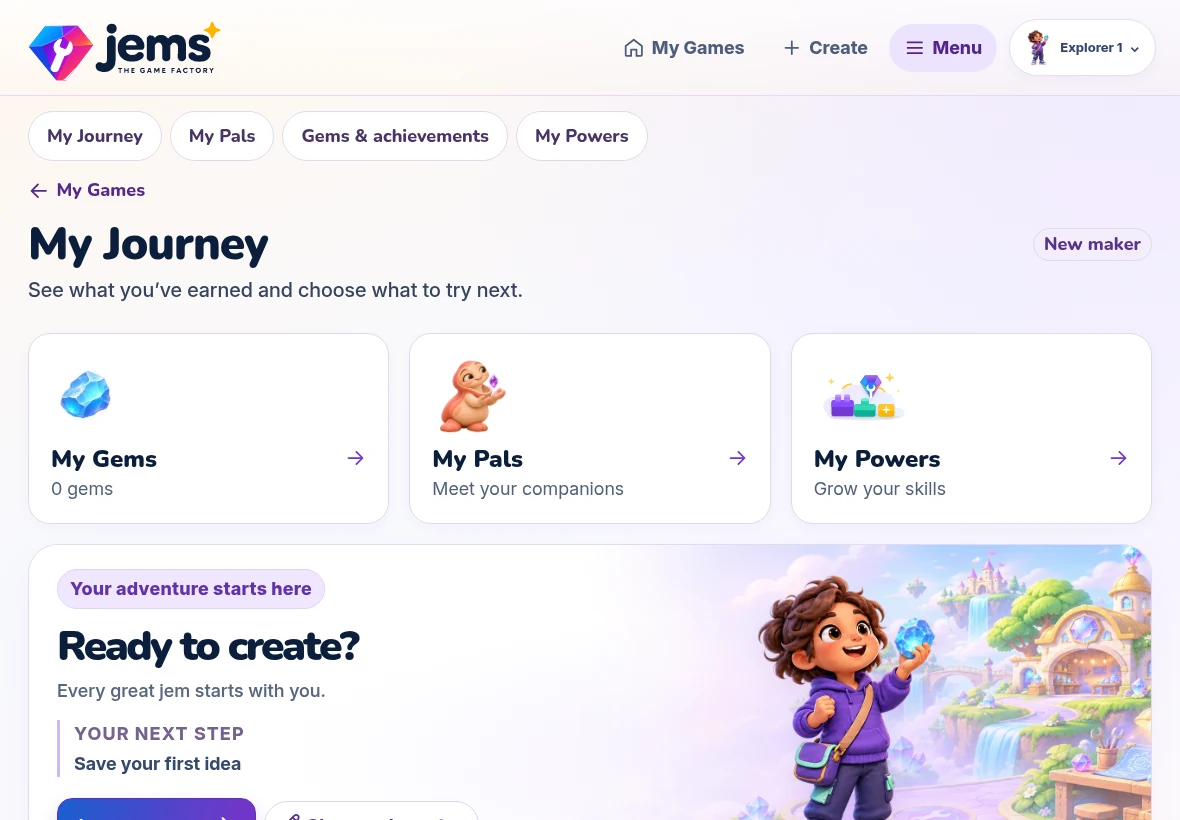 jems
THE GAME FACTORY
My Games
Create
Menu
Explorer 1
My Journey
My Pals
Gems & achievements
My Powers
My Games
My Journey
New maker
See what you’ve earned and choose what to try next.
My Gems
0 gems
My Pals
Meet your companions
My Powers
Grow your skills
Your adventure starts here
Ready to create?
Every great jem starts with you.
YOUR NEXT STEP
Save your first idea